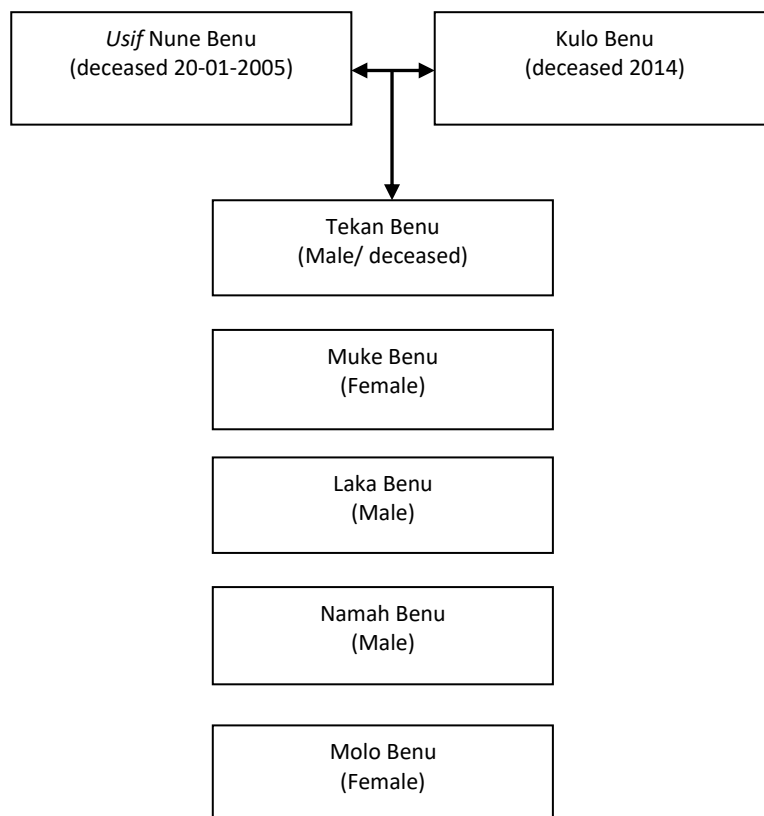 Usif Nune Benu
(deceased 20-01-2005)
Kulo Benu
(deceased 2014)
Tekan Benu
(Male/ deceased)
Muke Benu
(Female)
Laka Benu
(Male)
Namah Benu
(Male)
Molo Benu
(Female)